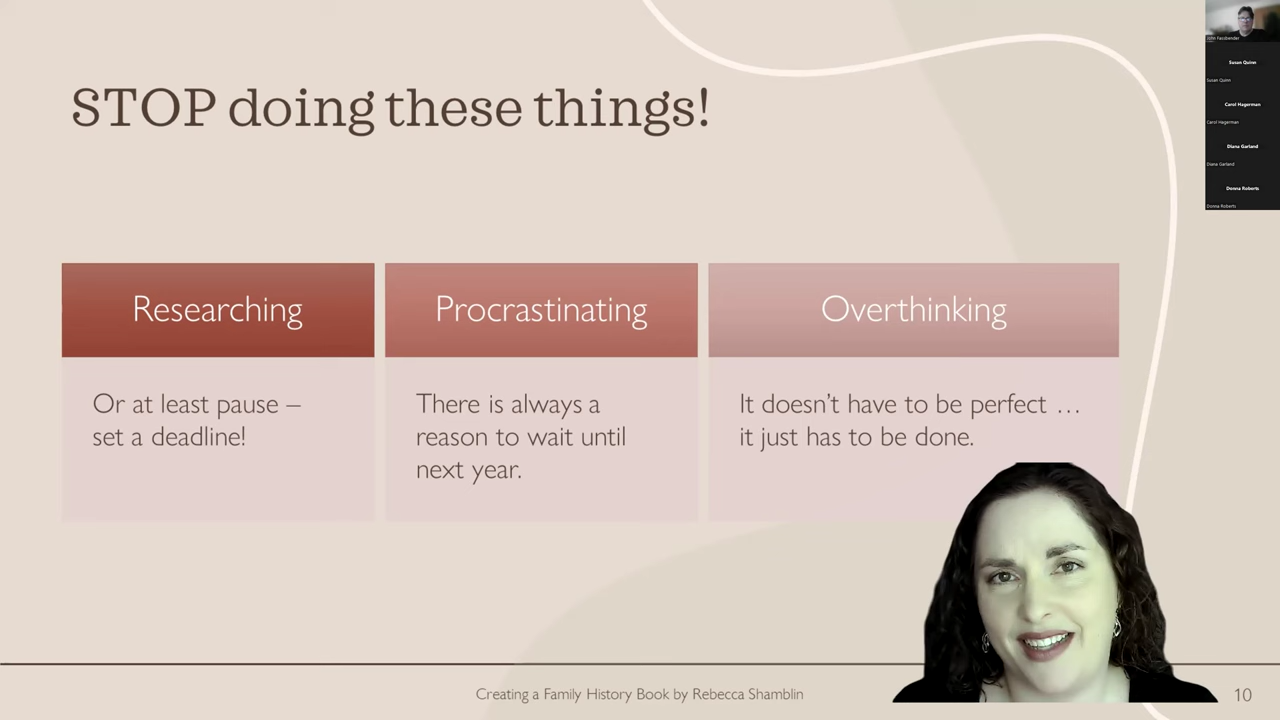 STOP doing these things!
Researching
Or at least pause –
set a deadline!
Procrastinating
There is always a
reason to wait until
next year.
Overthinking
It doesn’t have to be perfect …
it just has to be done.
Creating a Family History Book by Rebecca Shamblin
10
John Fassbender
Susan Quinn
Susan Quinn
Carol Hagerman
Carol Hagerman
Diana Garland
Diana Garland
Donna Roberts
Donna Roberts